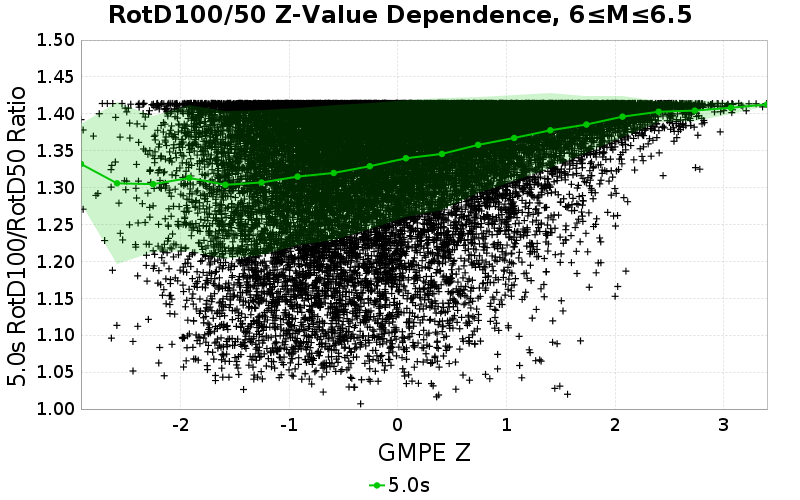 RotD100/50 Z-Value Dependence, 6≤M≤6.5
5.0s RotD100/RotD50 Ratio
1.50
1.45
1.40
1.35
1.30
1.25
1.20
1.15
1.10
1.05
1.00
-2 -1 0 1 2 3
GMPE Z
5.0s